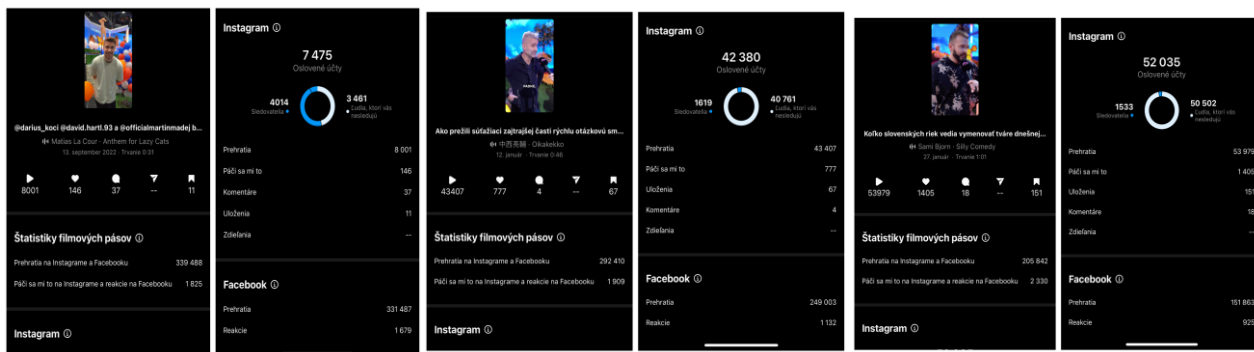 @darius_koci @david.hartl.93 a @officialmartinmadej b...
Matias La Cour · Anthem for Lazy Cats
13. september 2022 · Trvanie 0:31
8001 146 37 -- 11
Štatistiky filmových pásov
Prehratia na Instagrame a Facebooku 339 488
Páči sa mi to na Instagrame a reakcie na Facebooku 1 825
Instagram
Instagram
7 475
Oslovené účty
4014
Sledovatelia
3 461
Ľudia, ktorí vás
nesledujú
Prehratia 8 001
Páči sa mi to 146
Komentáre 37
Uloženia 11
Zdieľania --
Facebook
Prehratia 331 487
Reakcie 1 679
Ako prežili súťažiaci zajtrajšej časti rýchlu otázkovú sm...
Oikakekko
12. január · Trvanie 0:46
43407 777 4 -- 67
Štatistiky filmových pásov
Prehratia na Instagrame a Facebooku 292 410
Páči sa mi to na Instagrame a reakcie na Facebooku 1 909
Instagram
Instagram
42 380
Oslovené účty
1619
Sledovatelia
40 761
Ľudia, ktorí vás
nesledujú
Prehratia 43 407
Páči sa mi to 777
Uloženia 67
Komentáre 4
Zdieľania --
Facebook
Prehratia 249 003
Reakcie 1 132
Koľko slovenských riek vedia vymenovať tváre dnešnej...
Sami Bjorn · Silly Comedy
27. január · Trvanie 1:01
53979 1405 18 -- 151
Štatistiky filmových pásov
Prehratia na Instagrame a Facebooku 205 842
Páči sa mi to na Instagrame a reakcie na Facebooku 2 330
Instagram
Instagram
52 035
Oslovené účty
1533
Sledovatelia
50 502
Ľudia, ktorí vás
nesledujú
Prehratia 53 979
Páči sa mi to 1 405
Uloženia 151
Komentáre 18
Zdieľania --
Facebook
Prehratia 151 863
Reakcie 925